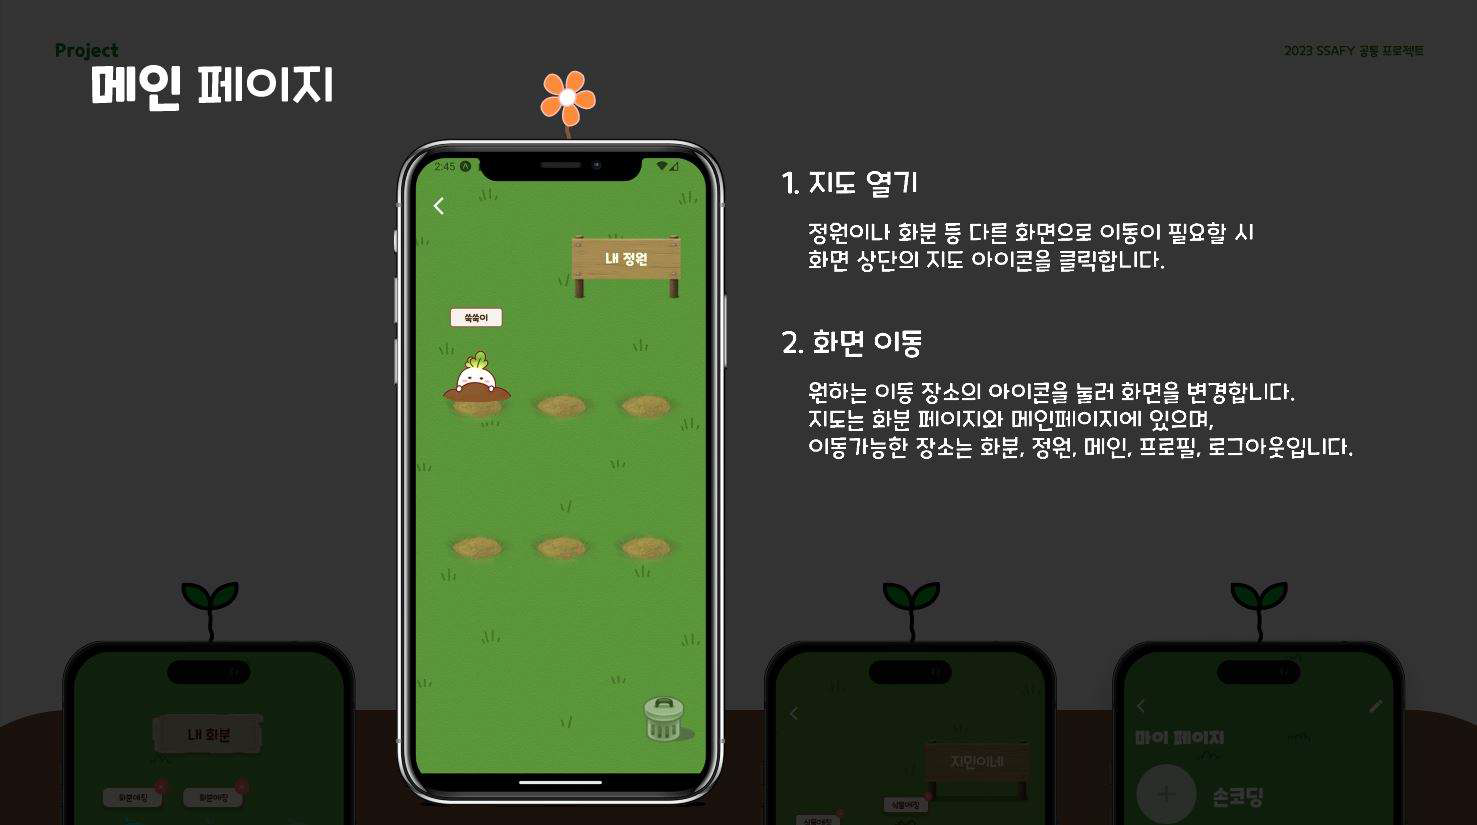 Project
2023 SSAFY 공통 프로젝트
메인 페이지
2:45
내 정원
쑥쑥이
1. 지도 열기
정원이나 화분 등 다른 화면으로 이동이 필요할 시
화면 상단의 지도 아이콘을 클릭합니다.
2. 화면 이동
원하는 이동 장소의 아이콘을 눌러 화면을 변경합니다.
지도는 화분 페이지와 메인페이지에 있으며,
이동가능한 장소는 화분, 정원, 메인, 프로필, 로그아웃입니다.
내 화분
화분애칭
화분애칭
지민이네
식물애칭
식물애칭
마이 페이지
손코딩